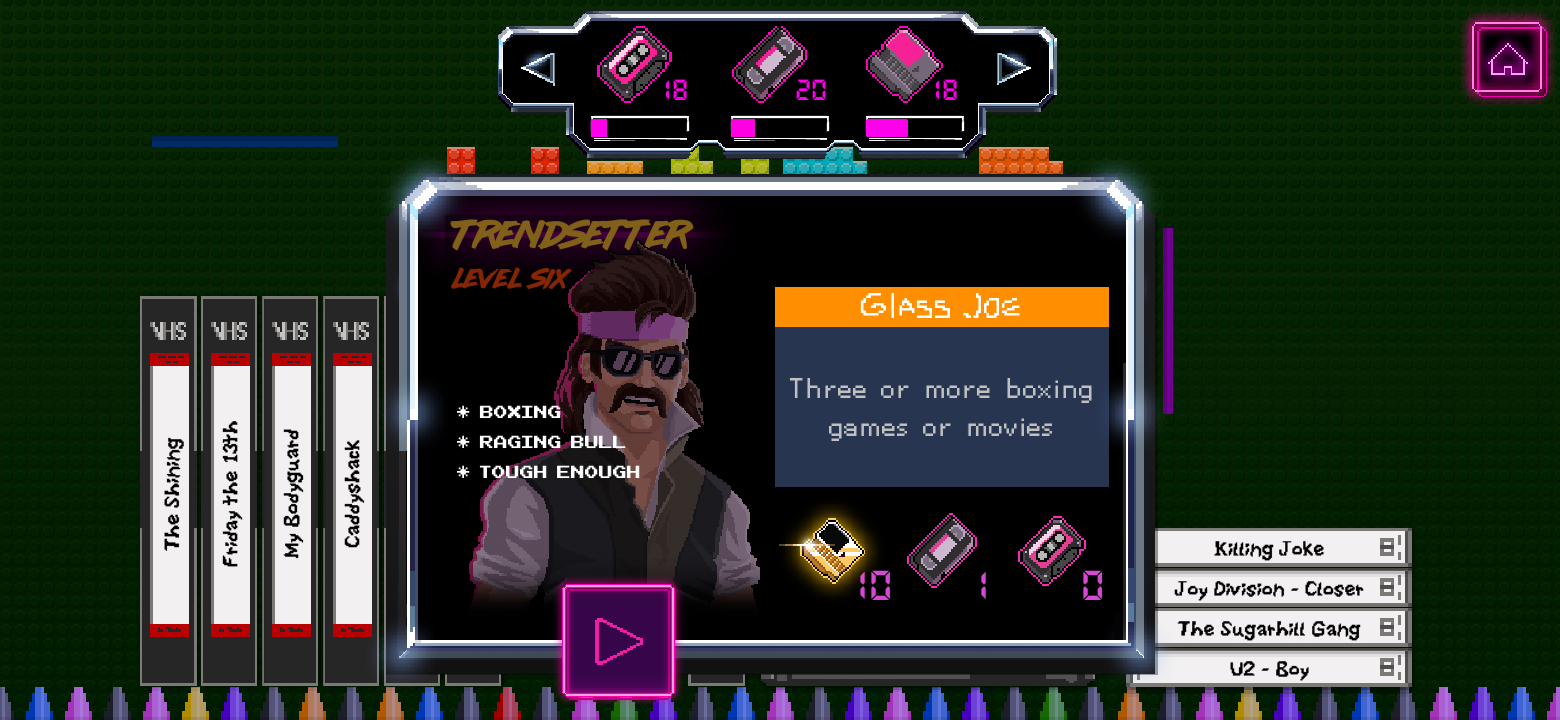 18
20
18
TRENDSETTER
LEVEL SIX
GLASS JOE
Three or more boxing
games or movies
* BOXING
* RAGING BULL
* TOUGH ENOUGH
10
1
0
VHS
The Shining
VHS
Friday the 13th
VHS
My Bodyguard
VHS
Caddyshack
Killing Joke
Joy Division - Closer
The Sugarhill Gang
U2 - Boy